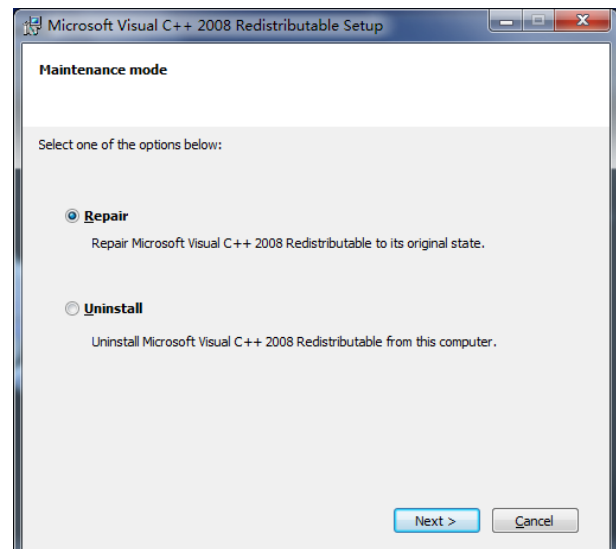 Microsoft Visual C++ 2008 Redistributable Setup
Maintenance mode
Select one of the options below:
Repair
Repair Microsoft Visual C++ 2008 Redistributable to its original state.
Uninstall
Uninstall Microsoft Visual C++ 2008 Redistributable from this computer.
Next > Cancel